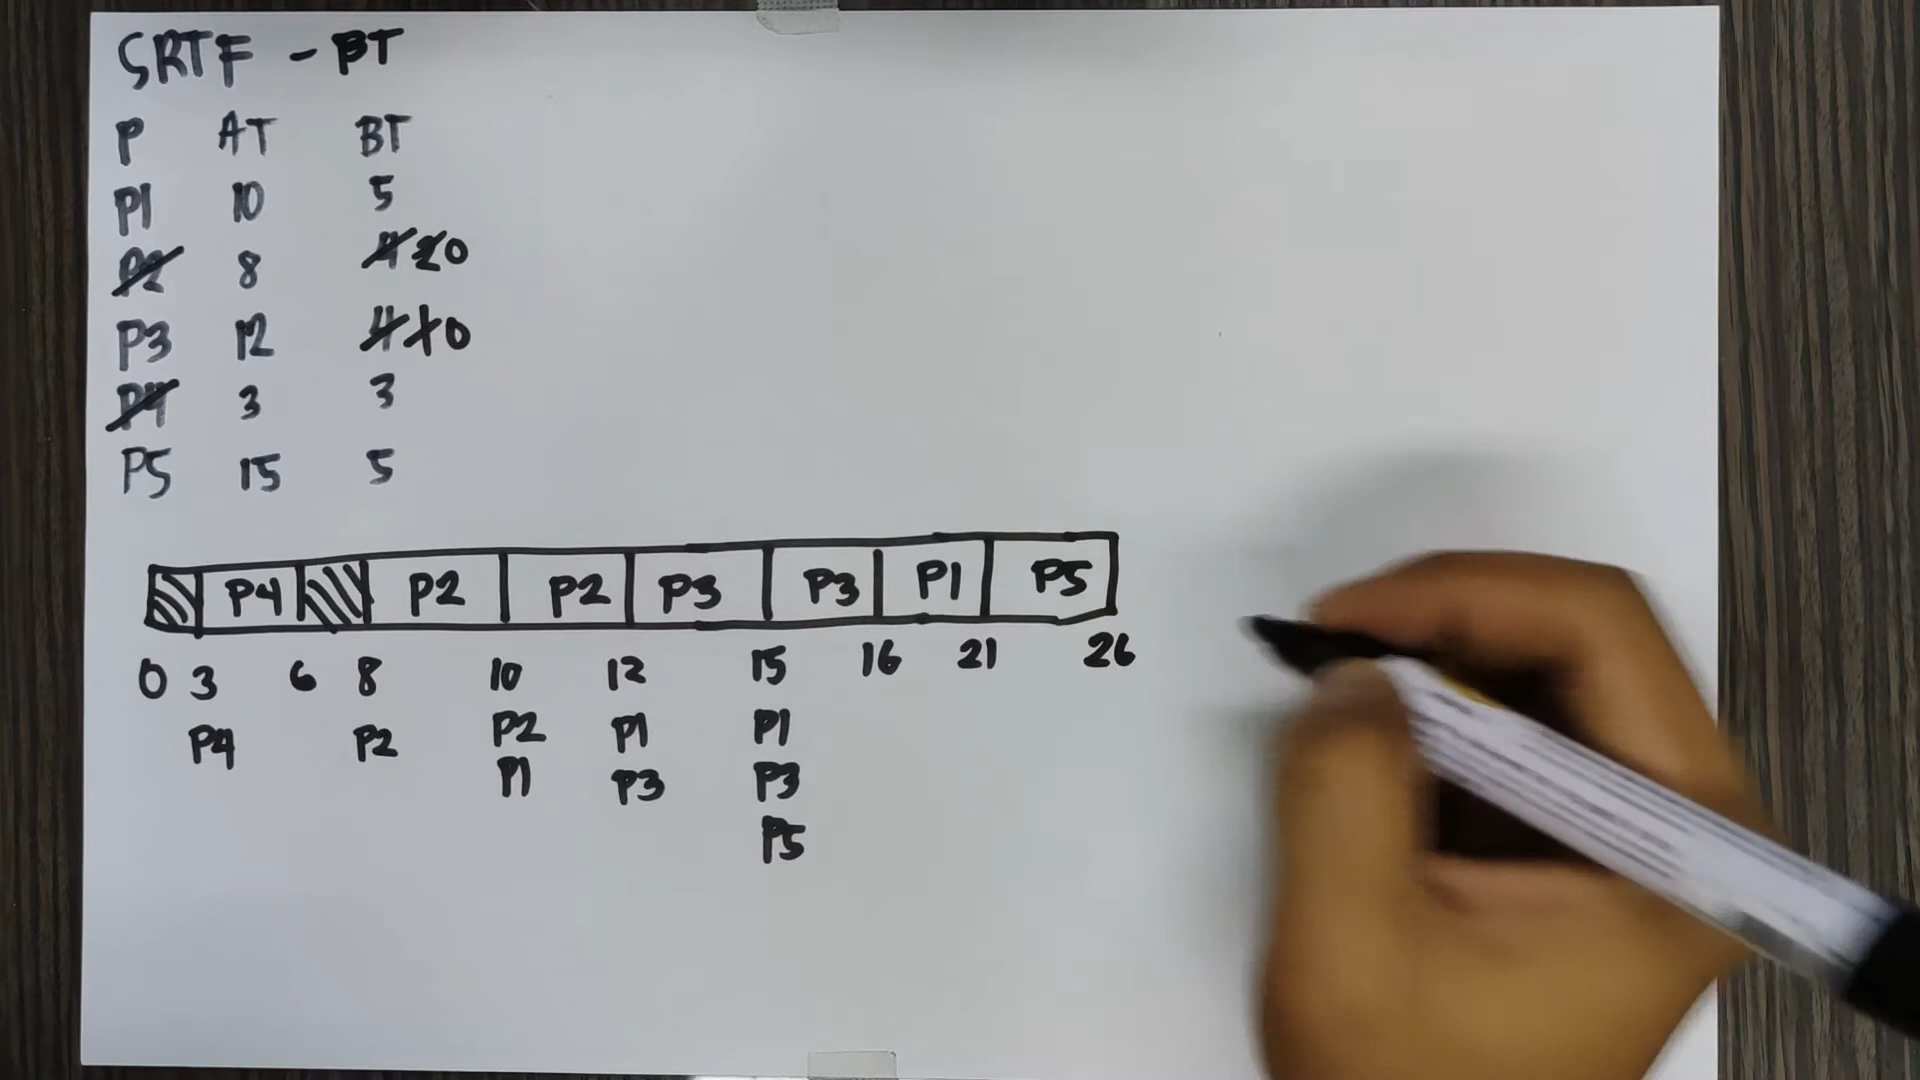 SRTF - BT
P AT BT
P1 10 5
P2 8 4 2 0
P3 12 4 1 0
P4 3 3
P5 15 5
P4 P2 P2 P3 P3 P1 P5
0 3 6 8 10 12 15 16 21 26
P4 P2 P2 P1 P1
P1 P3 P3
P5